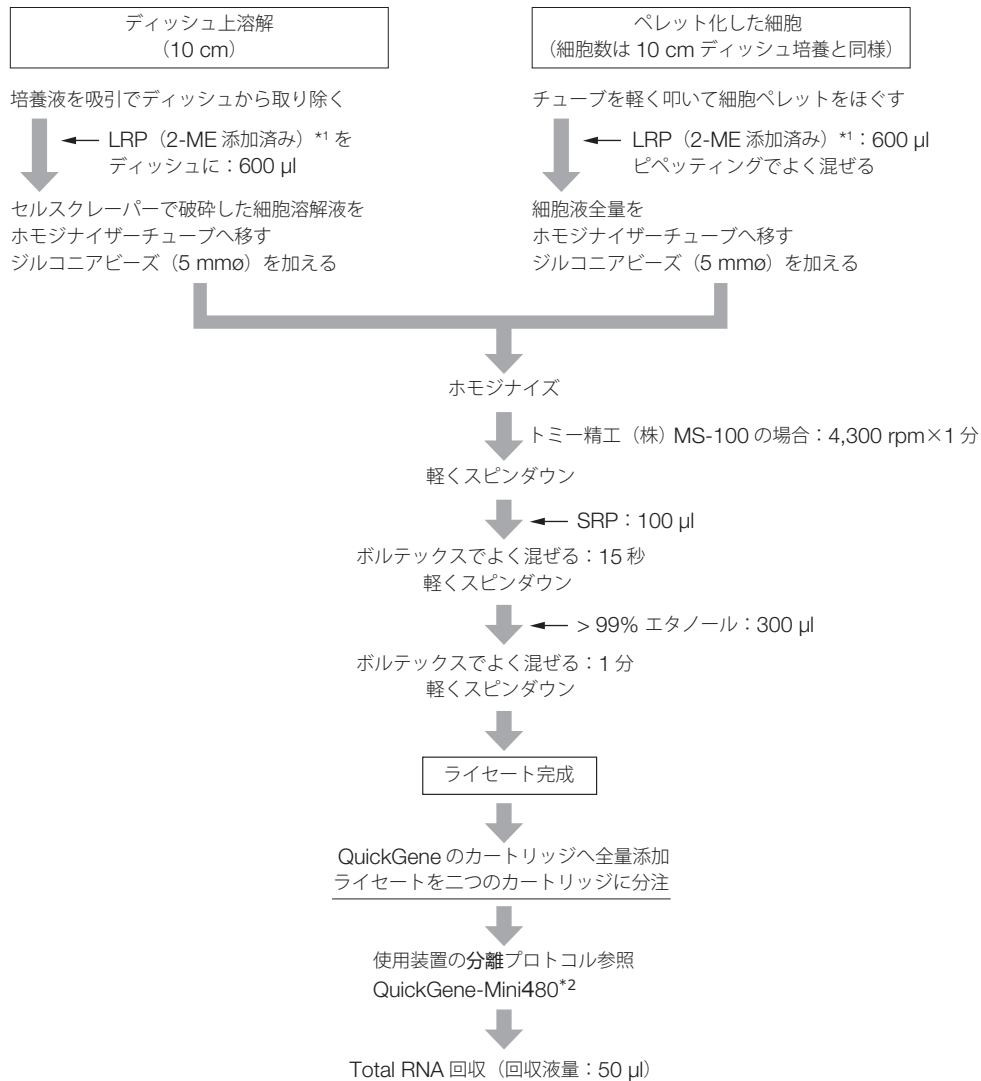 ディッシュ上溶解
（10 cm）
培養液を吸引でディッシュから取り除く
LRP（2-ME 添加済み）*1 を
ディッシュに：600 µl
セルスクレーパーで破砕した細胞溶解液を
ホモジナイザーチューブへ移す
ジルコニアビーズ（5 mmø）を加える
ペレット化した細胞
（細胞数は 10 cm ディッシュ培養と同様）
チューブを軽く叩いて細胞ペレットをほぐす
LRP（2-ME 添加済み）*1：600 µl
ピペッティングでよく混ぜる
細胞液全量を
ホモジナイザーチューブへ移す
ジルコニアビーズ（5 mmø）を加える
ホモジナイズ
トミー精工（株）MS-100 の場合：4,300 rpm×1 分
軽くスピンダウン
SRP：100 µl
ボルテックスでよく混ぜる：15 秒
軽くスピンダウン
> 99% エタノール：300 µl
ボルテックスでよく混ぜる：1 分
軽くスピンダウン
ライセート完成
QuickGene のカートリッジへ全量添加
ライセートを二つのカートリッジに分注
使用装置の分離プロトコル参照
QuickGene-Mini480*2
Total RNA 回収（回収液量：50 µl）